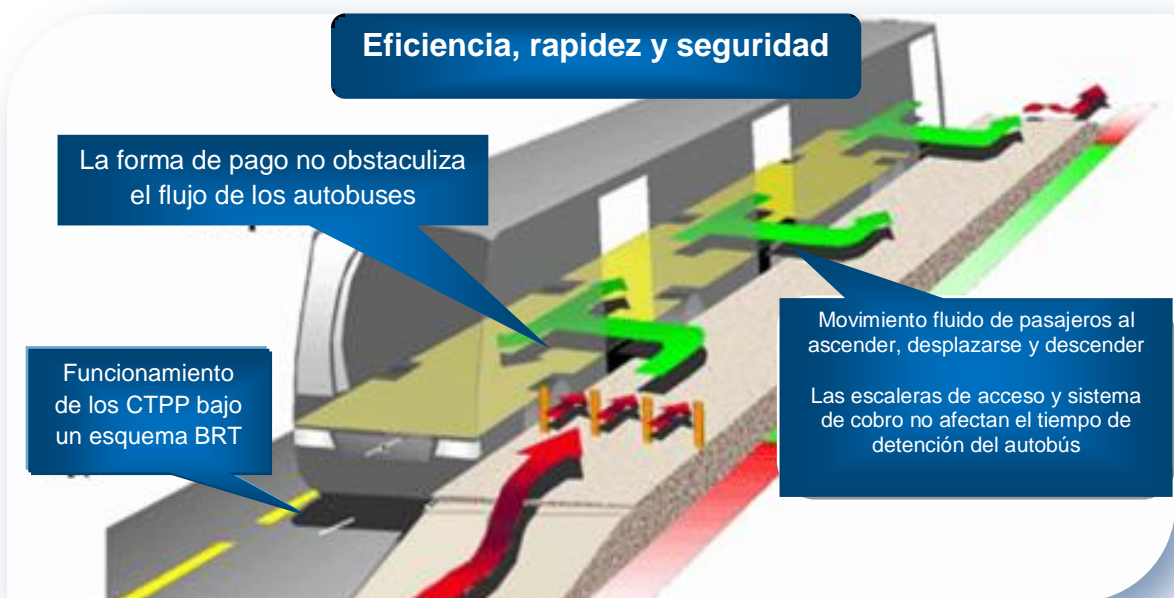 Eficiencia, rapidez y seguridad
La forma de pago no obstaculiza
el flujo de los autobuses
Funcionamiento
de los CTPP bajo
un esquema BRT
Movimiento fluido de pasajeros al
ascender, desplazarse y descender
Las escaleras de acceso y sistema
de cobro no afectan el tiempo de
detención del autobús